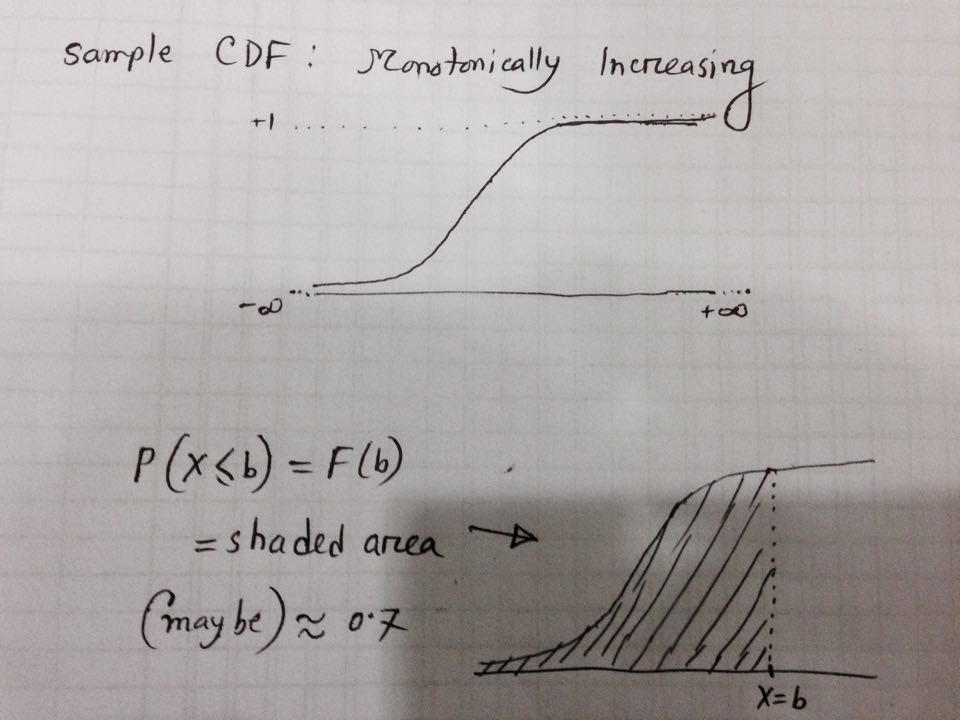 Sample CDF: Monotonically Increasing
+1
-∞
+∞
P(X≤b) = F(b)
= shaded area
(maybe) ≈ 0.7
X=b